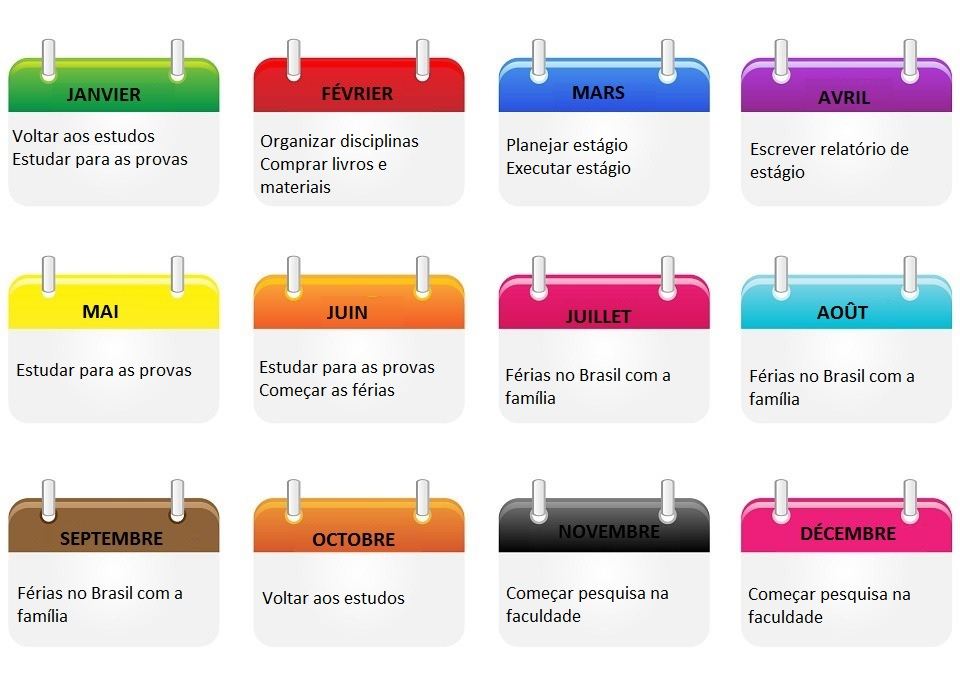 JANVIER
Voltar aos estudos
Estudar para as provas
FÉVRIER
Organizar disciplinas
Comprar livros e
materiais
MARS
Planejar estágio
Executar estágio
AVRIL
Escrever relatório de
estágio
MAI
Estudar para as provas
JUIN
Estudar para as provas
Começar as férias
JUILLET
Férias no Brasil com a
família
AOÛT
Férias no Brasil com a
família
SEPTEMBRE
Férias no Brasil com a
família
OCTOBRE
Voltar aos estudos
NOVEMBRE
Começar pesquisa na
faculdade
DÉCEMBRE
Começar pesquisa na
faculdade